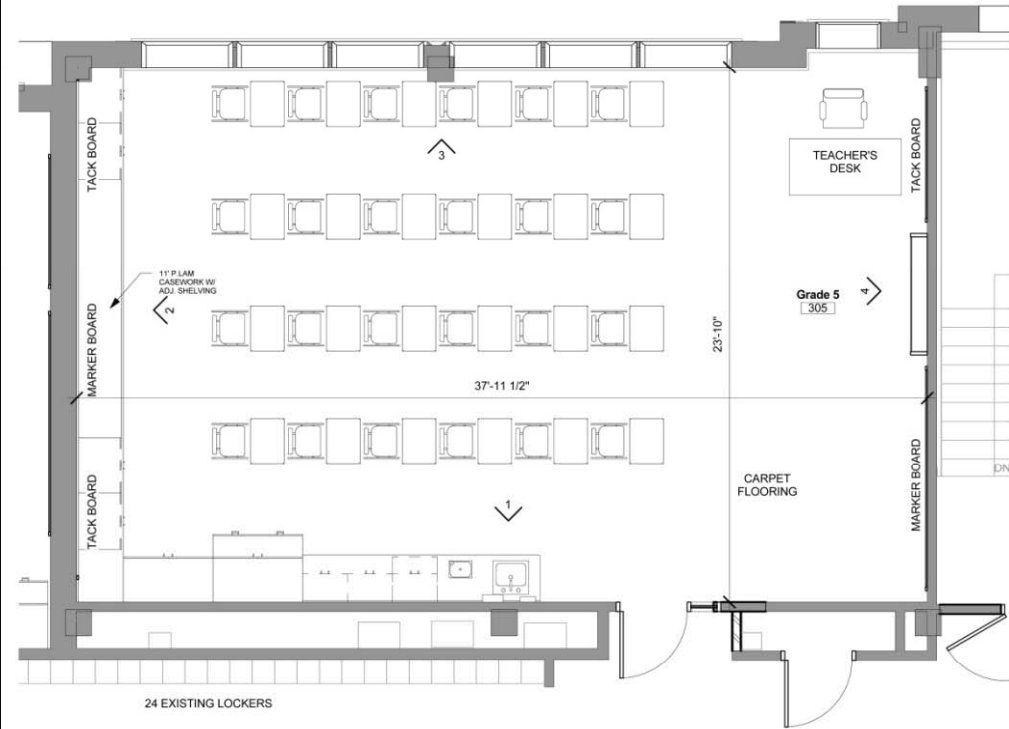 TACK BOARD
3
TEACHER'S
DESK
TACK BOARD
11' P.LAM
CASEWORK W/
ADJ. SHELVING
2
MARKER BOARD
Grade 5
305
4
23'-10"
37'-11 1/2"
TACK BOARD
1
CARPET
FLOORING
MARKER BOARD
DN
24 EXISTING LOCKERS